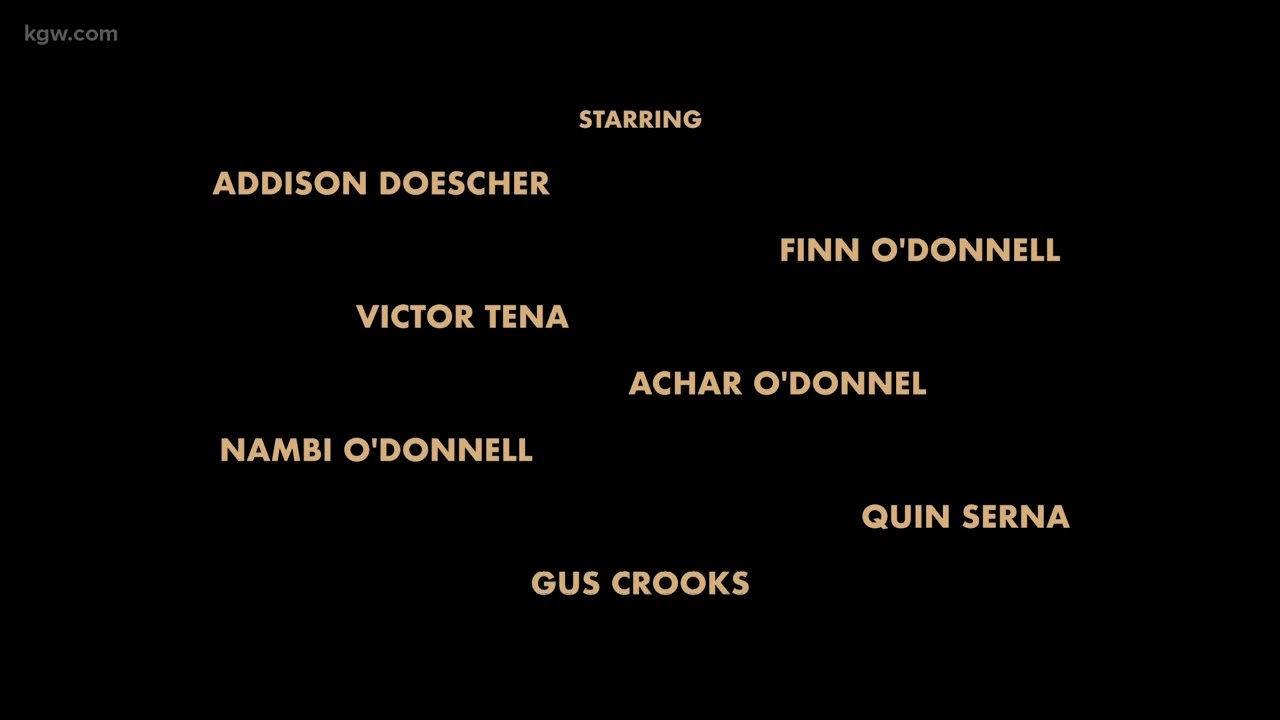 kgw.com
STARRING
ADDISON DOESCHER
FINN O'DONNELL
VICTOR TENA
ACHAR O'DONNEL
NAMBI O'DONNELL
QUIN SERNA
GUS CROOKS